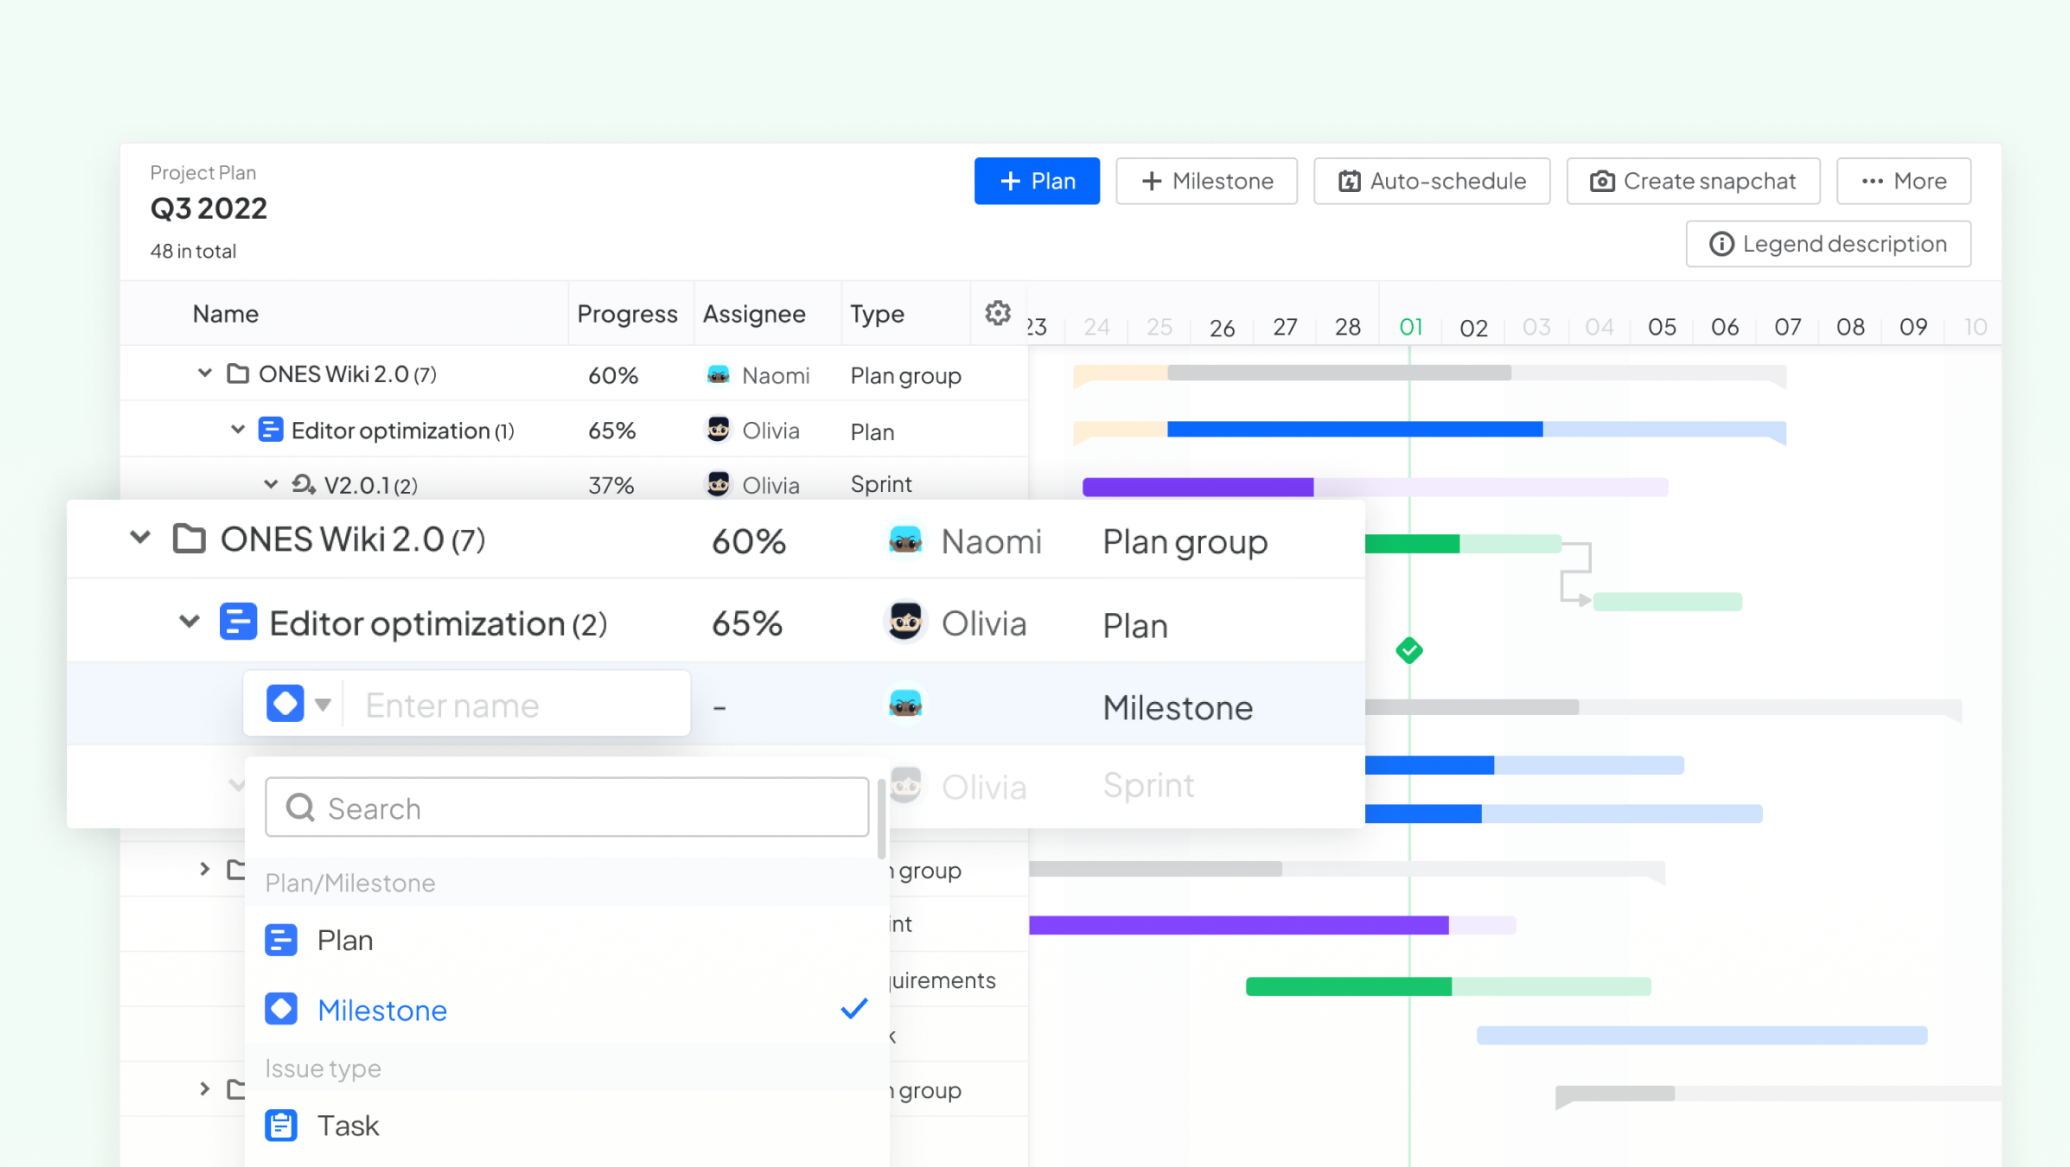 Project Plan
Q3 2022
48 in total
Plan
Milestone
Auto-schedule
Create snapchat
More
Legend description
Name Progress Assignee Type
23 24 25 26 27 28 01 02 03 04 05 06 07 08 09 10
ONES Wiki 2.0 (7) 60% Naomi Plan group
Editor optimization (1) 65% Olivia Plan
V2.0.1 (2) 37% Olivia Sprint
ONES Wiki 2.0 (7) 60% Naomi Plan group
Editor optimization (2) 65% Olivia Plan
Enter name – Milestone
Olivia Sprint
Search
group
Plan/Milestone
Plan
Milestone
Issue type
group
Task